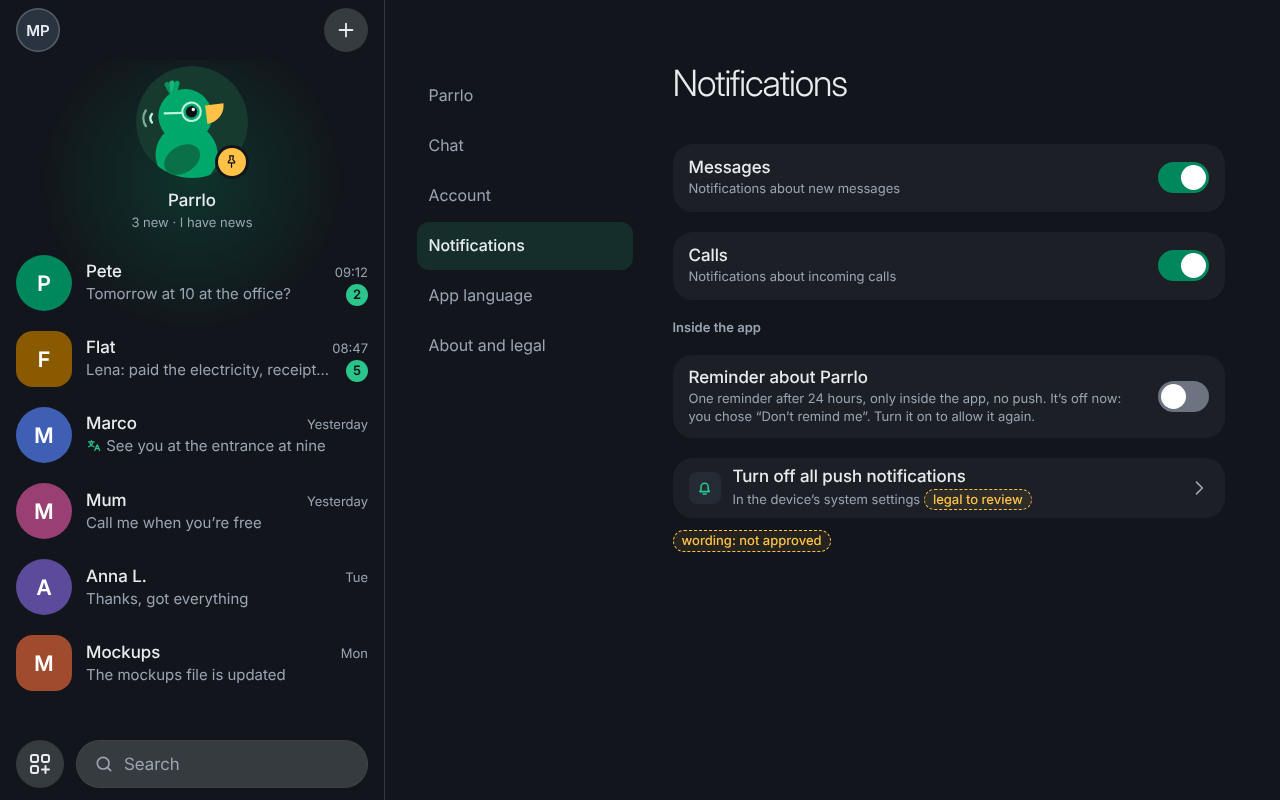 MP
Parrlo
3 new · I have news
P
Pete
09:12
Tomorrow at 10 at the office?
2
F
Flat
08:47
Lena: paid the electricity, receipt...
5
M
Marco
Yesterday
See you at the entrance at nine
M
Mum
Yesterday
Call me when you’re free
A
Anna L.
Tue
Thanks, got everything
M
Mockups
Mon
The mockups file is updated
Search
Parrlo
Chat
Account
Notifications
App language
About and legal
Notifications
Messages
Notifications about new messages
Calls
Notifications about incoming calls
Inside the app
Reminder about Parrlo
One reminder after 24 hours, only inside the app, no push. It’s off now:
you chose “Don’t remind me”. Turn it on to allow it again.
Turn off all push notifications
In the device’s system settings legal to review
wording: not approved